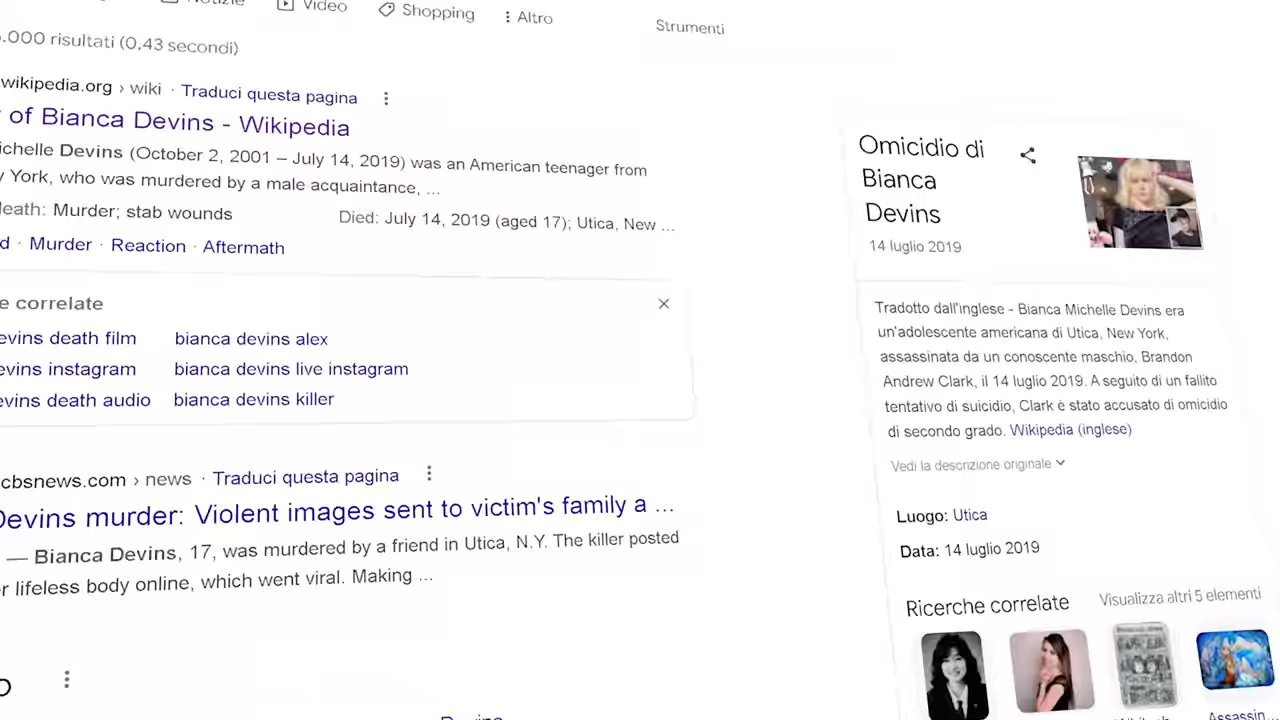 Notizie Video Shopping Altro
Strumenti
.000 risultati (0,43 secondi)
wikipedia.org › wiki · Traduci questa pagina
of Bianca Devins - Wikipedia
ichelle Devins (October 2, 2001 – July 14, 2019) was an American teenager from
York, who was murdered by a male acquaintance, ...
death: Murder; stab wounds Died: July 14, 2019 (aged 17); Utica, New ...
d · Murder · Reaction · Aftermath
e correlate
evins death film bianca devins alex
evins instagram bianca devins live instagram
evins death audio bianca devins killer
cbsnews.com › news · Traduci questa pagina
Devins murder: Violent images sent to victim's family a ...
— Bianca Devins, 17, was murdered by a friend in Utica, N.Y. The killer posted
r lifeless body online, which went viral. Making ...
Omicidio di
Bianca
Devins
14 luglio 2019
Tradotto dall'inglese - Bianca Michelle Devins era
un'adolescente americana di Utica, New York,
assassinata da un conoscente maschio, Brandon
Andrew Clark, il 14 luglio 2019. A seguito di un fallito
tentativo di suicidio, Clark è stato accusato di omicidio
di secondo grado. Wikipedia (inglese)
Vedi la descrizione originale
Luogo: Utica
Data: 14 luglio 2019
Ricerche correlate Visualizza altri 5 elementi
Assassin